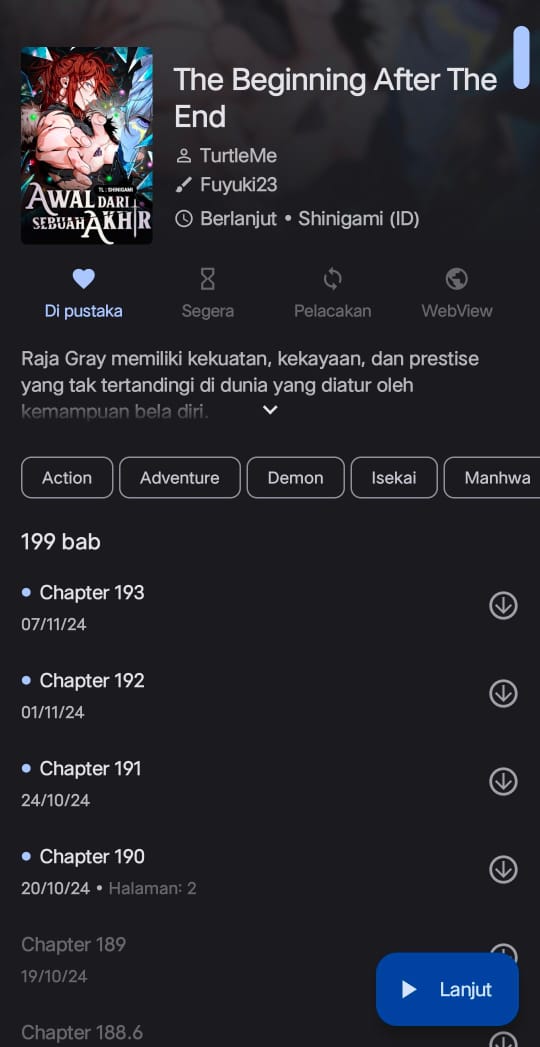 The Beginning After The
End
TurtleMe
Fuyuki23
Berlanjut • Shinigami (ID)
TL : SHINIGAMI
AWAL DARI
SEBUAH AKHIR
Di pustaka
Segera
Pelacakan
WebView
Raja Gray memiliki kekuatan, kekayaan, dan prestise
yang tak tertandingi di dunia yang diatur oleh
kemampuan bela diri.
Action
Adventure
Demon
Isekai
Manhwa
199 bab
Chapter 193
07/11/24
Chapter 192
01/11/24
Chapter 191
24/10/24
Chapter 190
20/10/24 • Halaman: 2
Chapter 189
19/10/24
Lanjut
Chapter 188.6